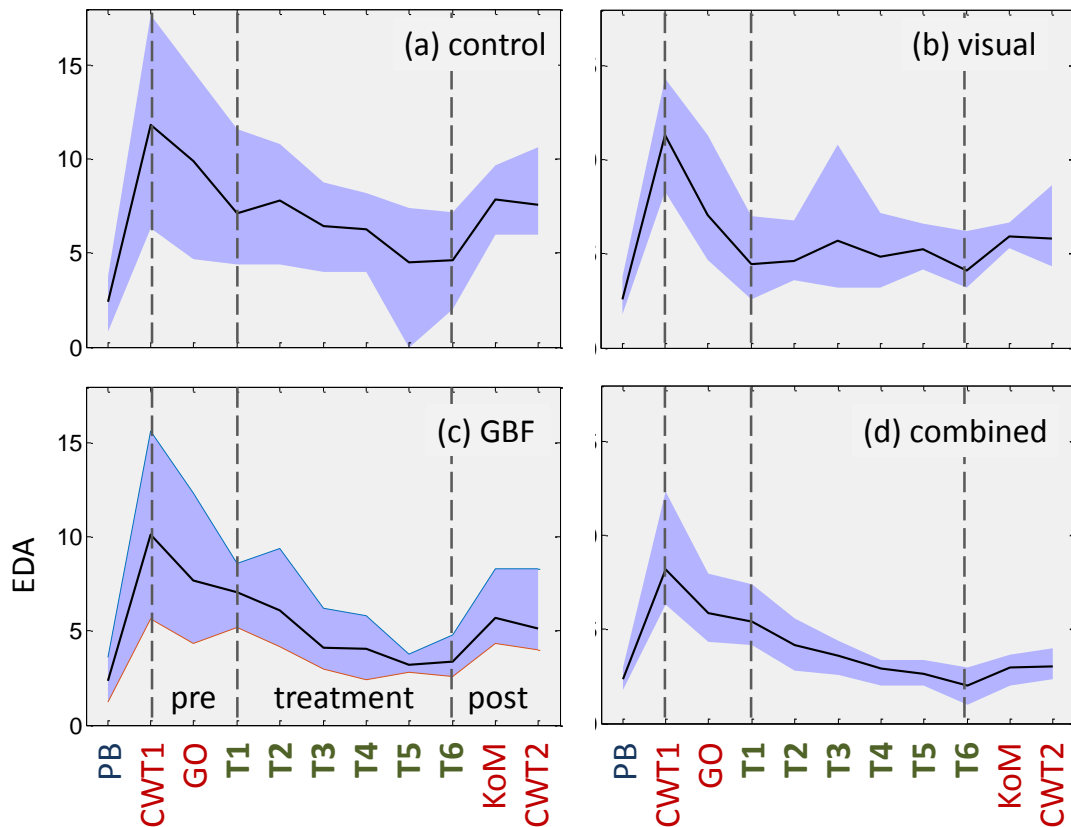 (a) control
(b) visual
15
10
5
0
(c) GBF
(d) combined
15
10
5
0
EDA
pre treatment post
PB CWT1 GO T1 T2 T3 T4 T5 T6 KoM CWT2
PB CWT1 GO T1 T2 T3 T4 T5 T6 KoM CWT2